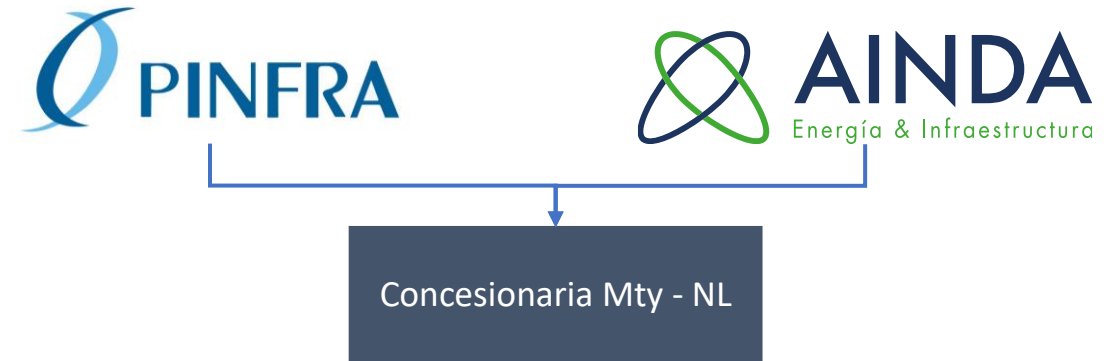 PINFRA
AINDA
Energía & Infraestructura
Concesionaria Mty - NL